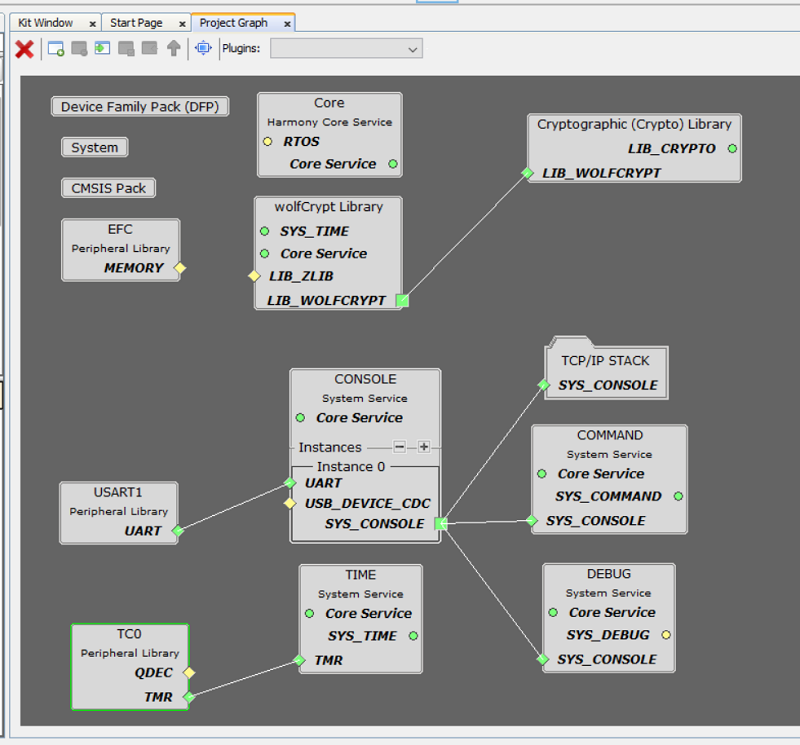 Kit Window x Start Page x Project Graph x
Plugins:
Device Family Pack (DFP)
System
CMSIS Pack
EFC
Peripheral Library
MEMORY
Core
Harmony Core Service
RTOS
Core Service
wolfCrypt Library
SYS_TIME
Core Service
LIB_ZLIB
LIB_WOLFCRYPT
Cryptographic (Crypto) Library
LIB_CRYPTO
LIB_WOLFCRYPT
CONSOLE
System Service
Core Service
Instances
Instance 0
UART
USB_DEVICE_CDC
SYS_CONSOLE
TCP/IP STACK
SYS_CONSOLE
COMMAND
System Service
Core Service
SYS_COMMAND
SYS_CONSOLE
USART1
Peripheral Library
UART
TIME
System Service
Core Service
SYS_TIME
TMR
DEBUG
System Service
Core Service
SYS_DEBUG
SYS_CONSOLE
TC0
Peripheral Library
QDEC
TMR